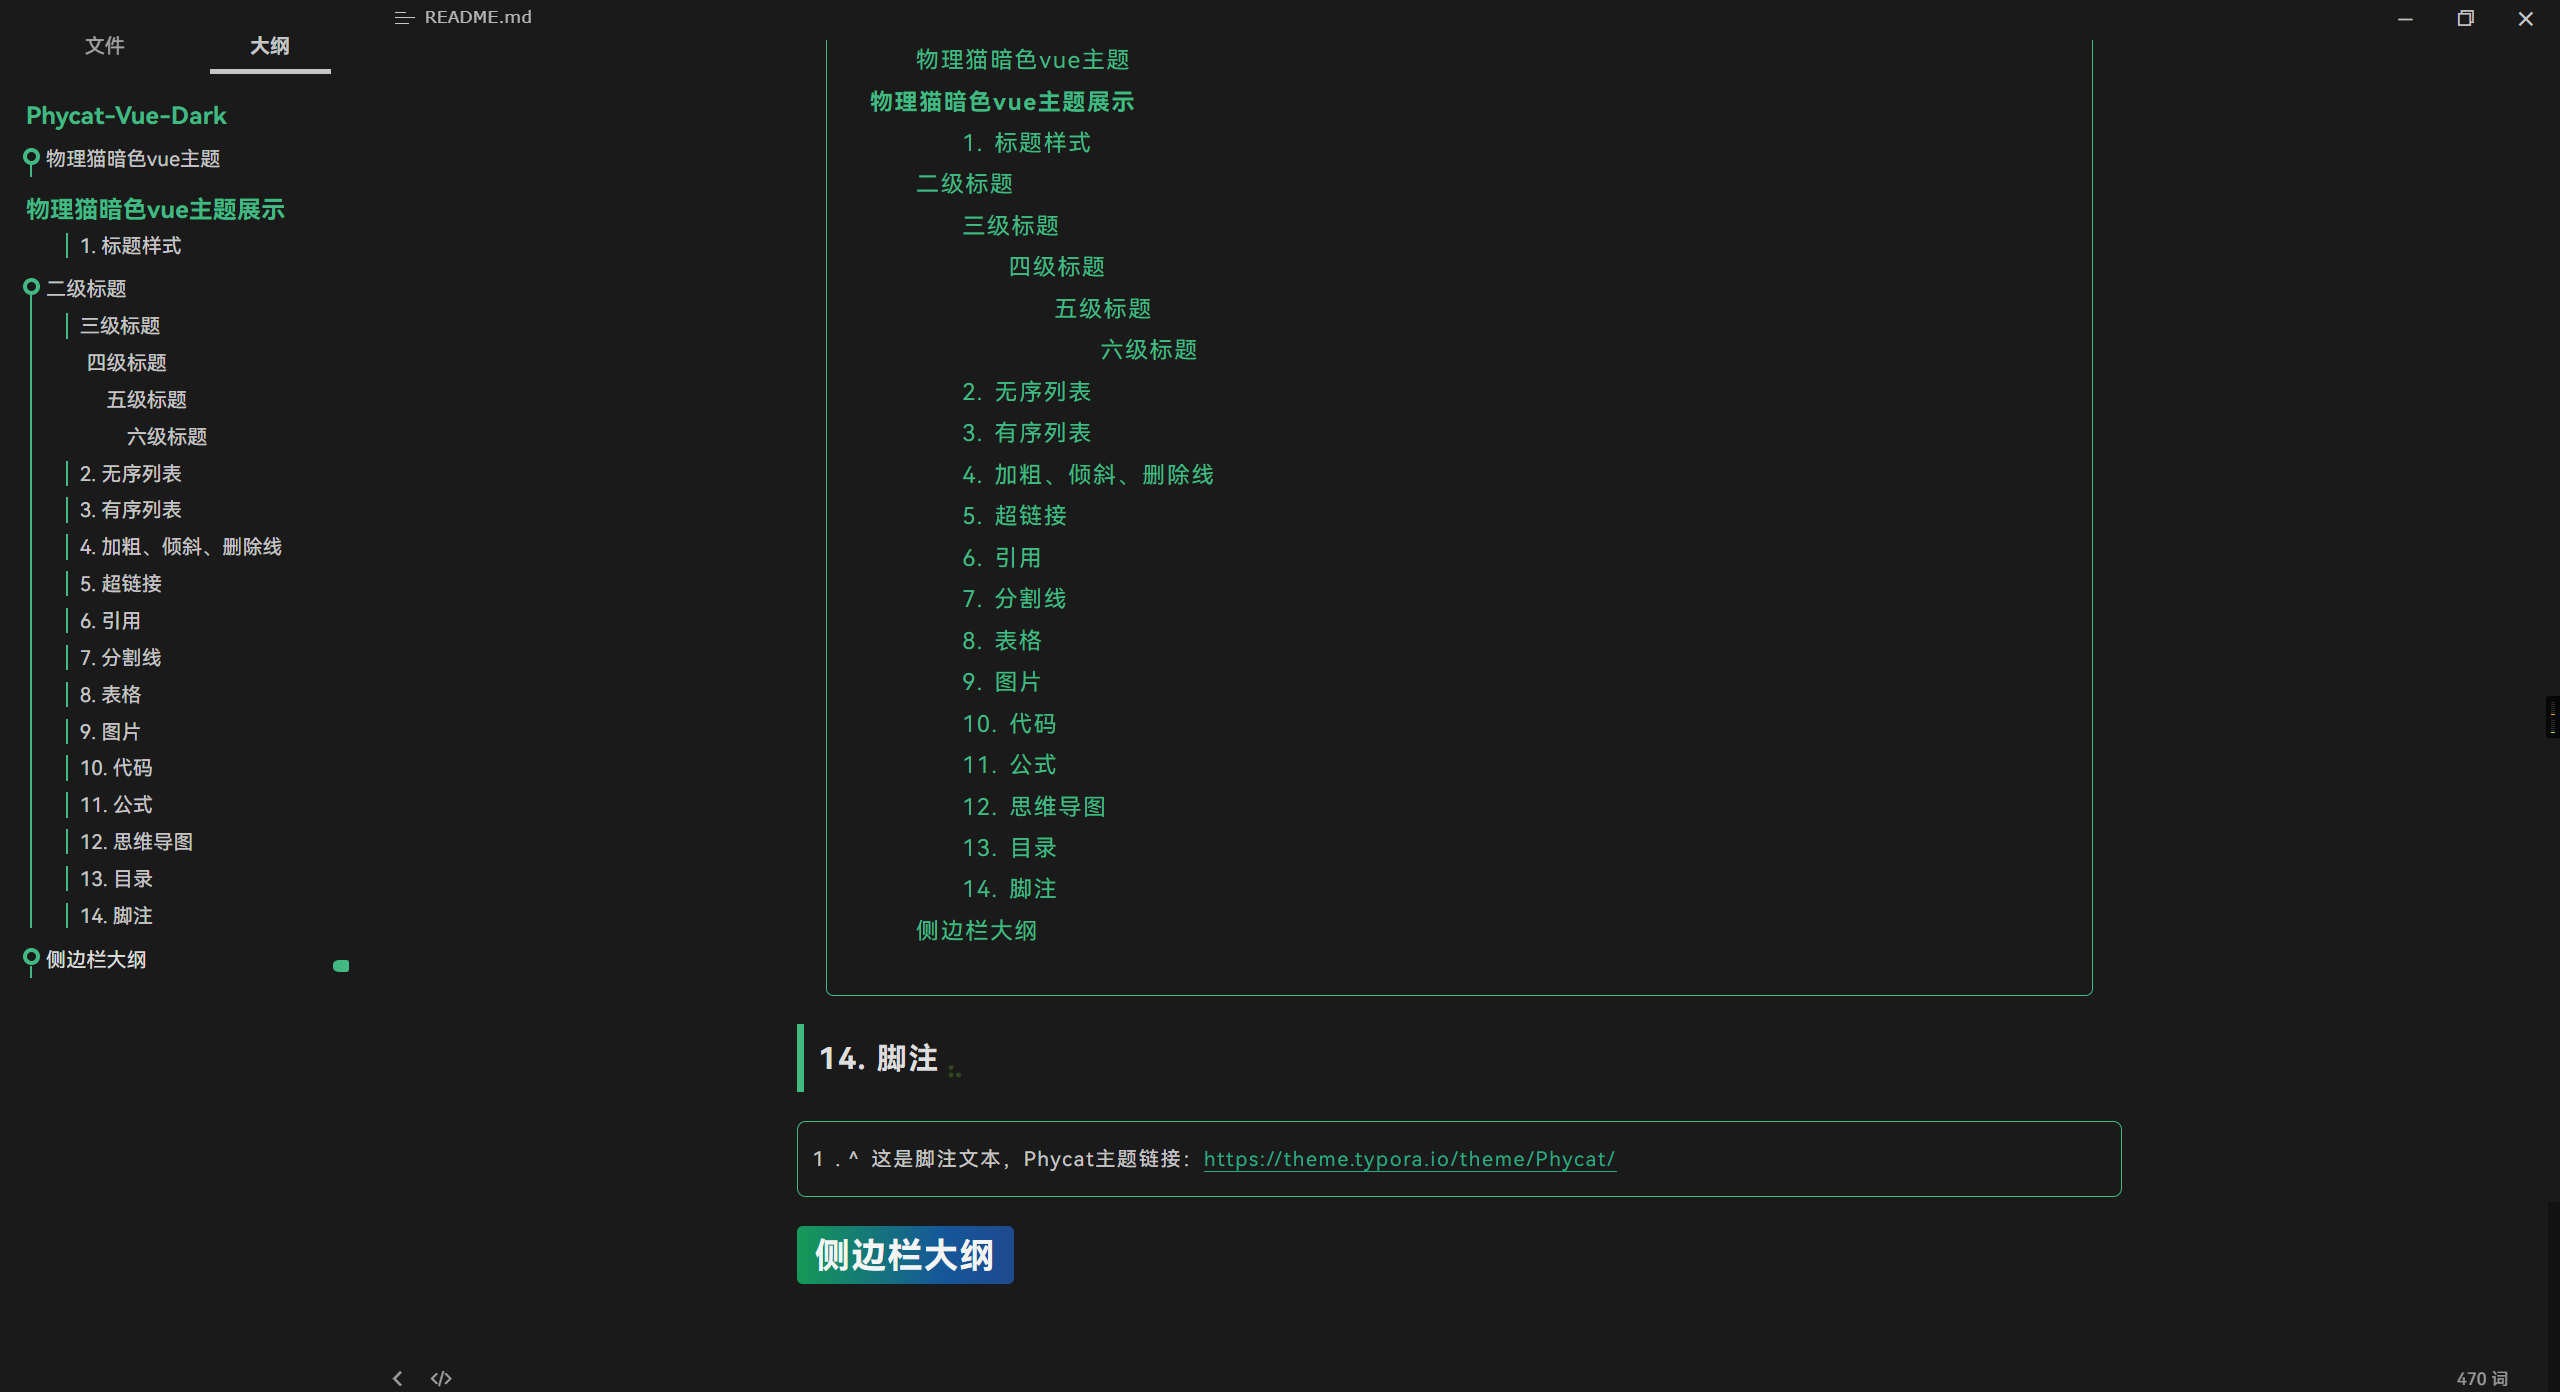 README.md
文件
大纲
Phycat-Vue-Dark
物理猫暗色vue主题
物理猫暗色vue主题展示
1. 标题样式
二级标题
三级标题
四级标题
五级标题
六级标题
2. 无序列表
3. 有序列表
4. 加粗、倾斜、删除线
5. 超链接
6. 引用
7. 分割线
8. 表格
9. 图片
10. 代码
11. 公式
12. 思维导图
13. 目录
14. 脚注
侧边栏大纲
物理猫暗色vue主题
物理猫暗色vue主题展示
1. 标题样式
二级标题
三级标题
四级标题
五级标题
六级标题
2. 无序列表
3. 有序列表
4. 加粗、倾斜、删除线
5. 超链接
6. 引用
7. 分割线
8. 表格
9. 图片
10. 代码
11. 公式
12. 思维导图
13. 目录
14. 脚注
侧边栏大纲
14. 脚注
1 . ^ 这是脚注文本，Phycat主题链接：https://theme.typora.io/theme/Phycat/
侧边栏大纲
470 词